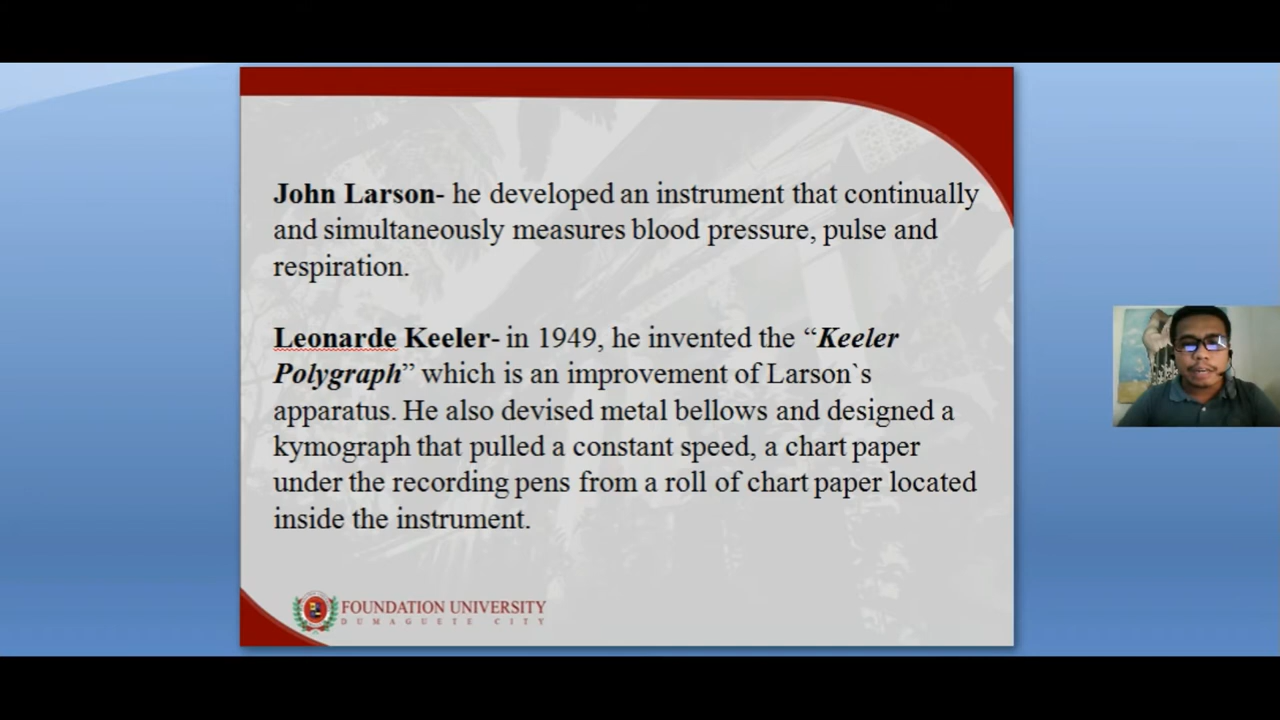 John Larson- he developed an instrument that continually
and simultaneously measures blood pressure, pulse and
respiration.
Leonarde Keeler- in 1949, he invented the “Keeler
Polygraph” which is an improvement of Larson`s
apparatus. He also devised metal bellows and designed a
kymograph that pulled a constant speed, a chart paper
under the recording pens from a roll of chart paper located
inside the instrument.
FOUNDATION UNIVERSITY
DUMAGUETE CITY